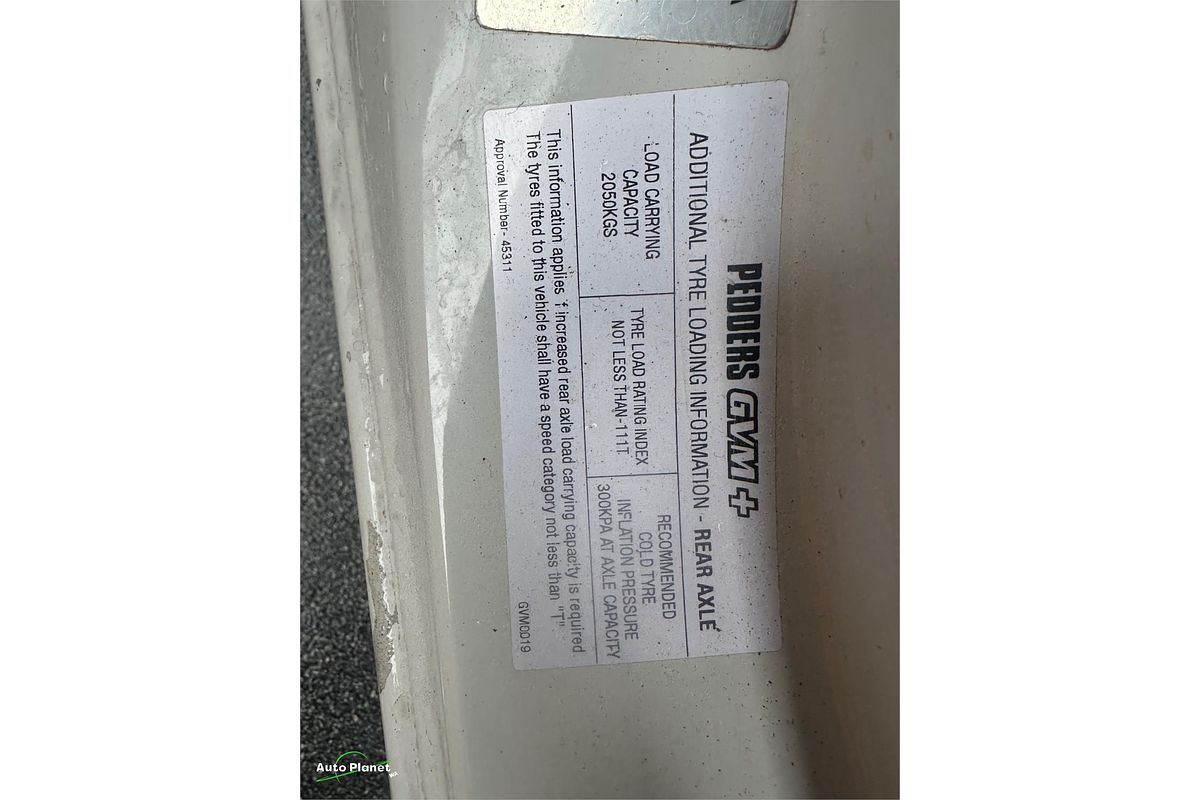 PEDDERS GVM+
ADDITIONAL TYRE LOADING INFORMATION - REAR AXLE
LOAD CARRYING
CAPACITY
2050KGS
TYRE LOAD RATING INDEX
NOT LESS THAN-111T
RECOMMENDED
COLD TYRE
INFLATION PRESSURE
300KPA AT AXLE CAPACITY
This information applies if increased rear axle load carrying capacity is required.
The tyres fitted to this vehicle shall have a speed category not less than "T"
Approval Number- 45311
GVM0019
Auto Planet
WA